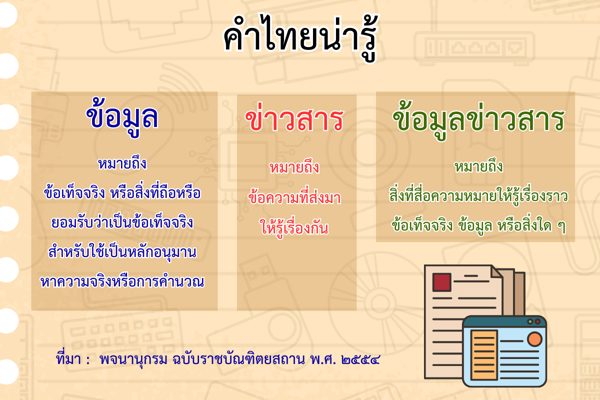 คำไทยน่ารู้
ข้อมูล
หมายถึง
ข้อเท็จจริง หรือสิ่งที่ถือหรือ
ยอมรับว่าเป็นข้อเท็จจริง
สำหรับใช้เป็นหลักอนุมาน
หาความจริงหรือการคำนวณ
ข่าวสาร
หมายถึง
ข้อความที่ส่งมา
ให้รู้เรื่องกัน
ข้อมูลข่าวสาร
หมายถึง
สิ่งที่สื่อความหมายให้รู้เรื่องราว
ข้อเท็จจริง ข้อมูล หรือสิ่งใด ๆ
ที่มา : พจนานุกรม ฉบับราชบัณฑิตยสถาน พ.ศ. ๒๕๕๔